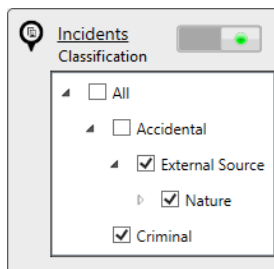 Incidents
Classification
All
Accidental
External Source
Nature
Criminal